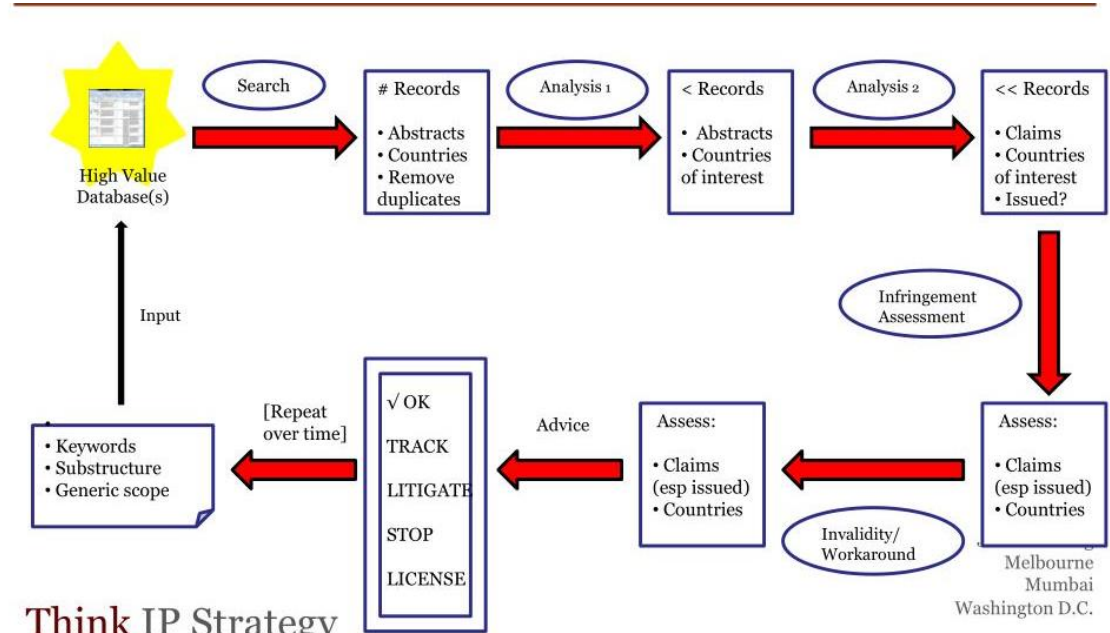 Search
# Records
• Abstracts
• Countries
• Remove
duplicates
Analysis 1
< Records
• Abstracts
• Countries
of interest
Analysis 2
<< Records
• Claims
• Countries
of interest
• Issued?
High Value
Database(s)
Input
Infringement
Assessment
• Keywords
• Substructure
• Generic scope
[Repeat
over time]
√ OK
TRACK
LITIGATE
STOP
LICENSE
Advice
Assess:
• Claims
(esp issued)
• Countries
Invalidity/
Workaround
Assess:
• Claims
(esp issued)
• Countries
Melbourne
Mumbai
Washington D.C.
Think IP Strategy